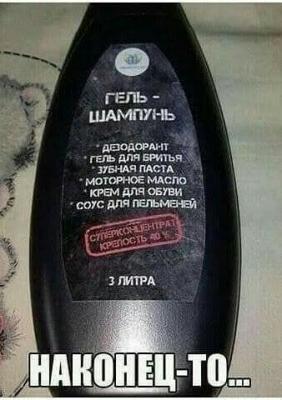 ГЕЛЬ -
ШАМПУНЬ
* ДЕЗОДОРАНТ
* ГЕЛЬ ДЛЯ БРИТЬЯ
* ЗУБНАЯ ПАСТА
* МОТОРНОЕ МАСЛО
* КРЕМ ДЛЯ ОБУВИ
* СОУС ДЛЯ ПЕЛЬМЕНЕЙ
СУПЕРКОНЦЕНТРАТ
КРЕПОСТЬ 40 %
3 ЛИТРА
НАКОНЕЦ-ТО...